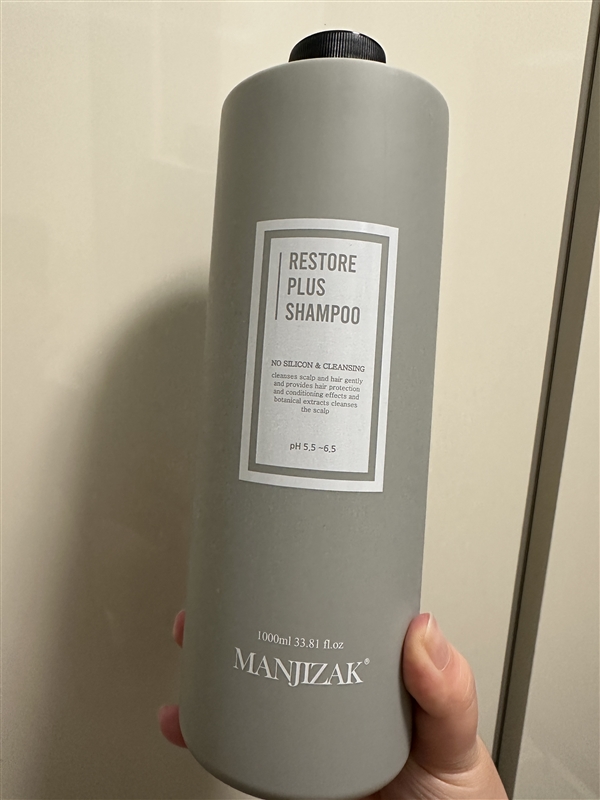 RESTORE
PLUS
SHAMPOO
NO SILICON & CLEANSING
cleanses scalp and hair gently
and provides hair protection
and conditioning effects and
botanical extracts cleanses
the scalp
pH 5.5 ~6.5
1000ml 33.81 fl.oz
MANJIZAK®